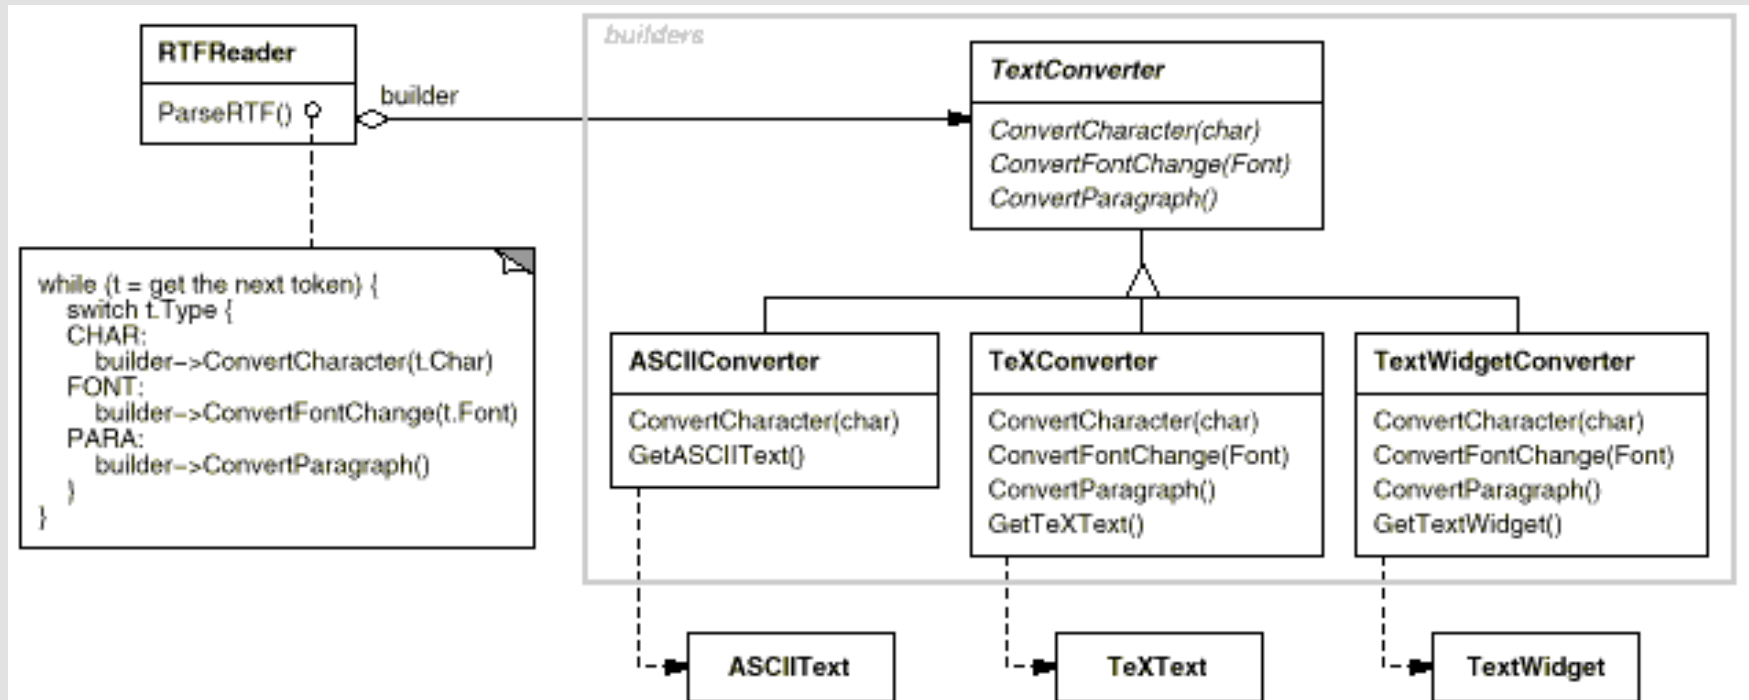 builders
RTFReader
ParseRTF()
builder
TextConverter
ConvertCharacter(char)
ConvertFontChange(Font)
ConvertParagraph()
while (t = get the next token) {
switch t.Type {
CHAR:
builder->ConvertCharacter(t.Char)
FONT:
builder->ConvertFontChange(t.Font)
PARA:
builder->ConvertParagraph()
}
}
ASCIIConverter
ConvertCharacter(char)
GetASCIIText()
TeXConverter
ConvertCharacter(char)
ConvertFontChange(Font)
ConvertParagraph()
GetTeXText()
TextWidgetConverter
ConvertCharacter(char)
ConvertFontChange(Font)
ConvertParagraph()
GetTextWidget()
ASCIIText
TeXText
TextWidget